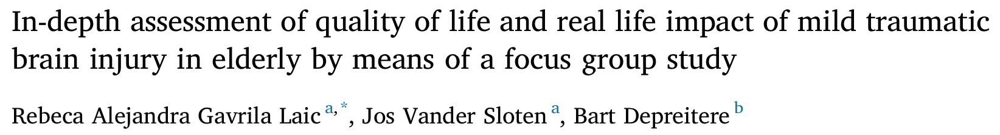 In-depth assessment of quality of life and real life impact of mild traumatic
brain injury in elderly by means of a focus group study
Rebeca Alejandra Gavrila Laic a,*, Jos Vander Sloten a, Bart Depreitere b